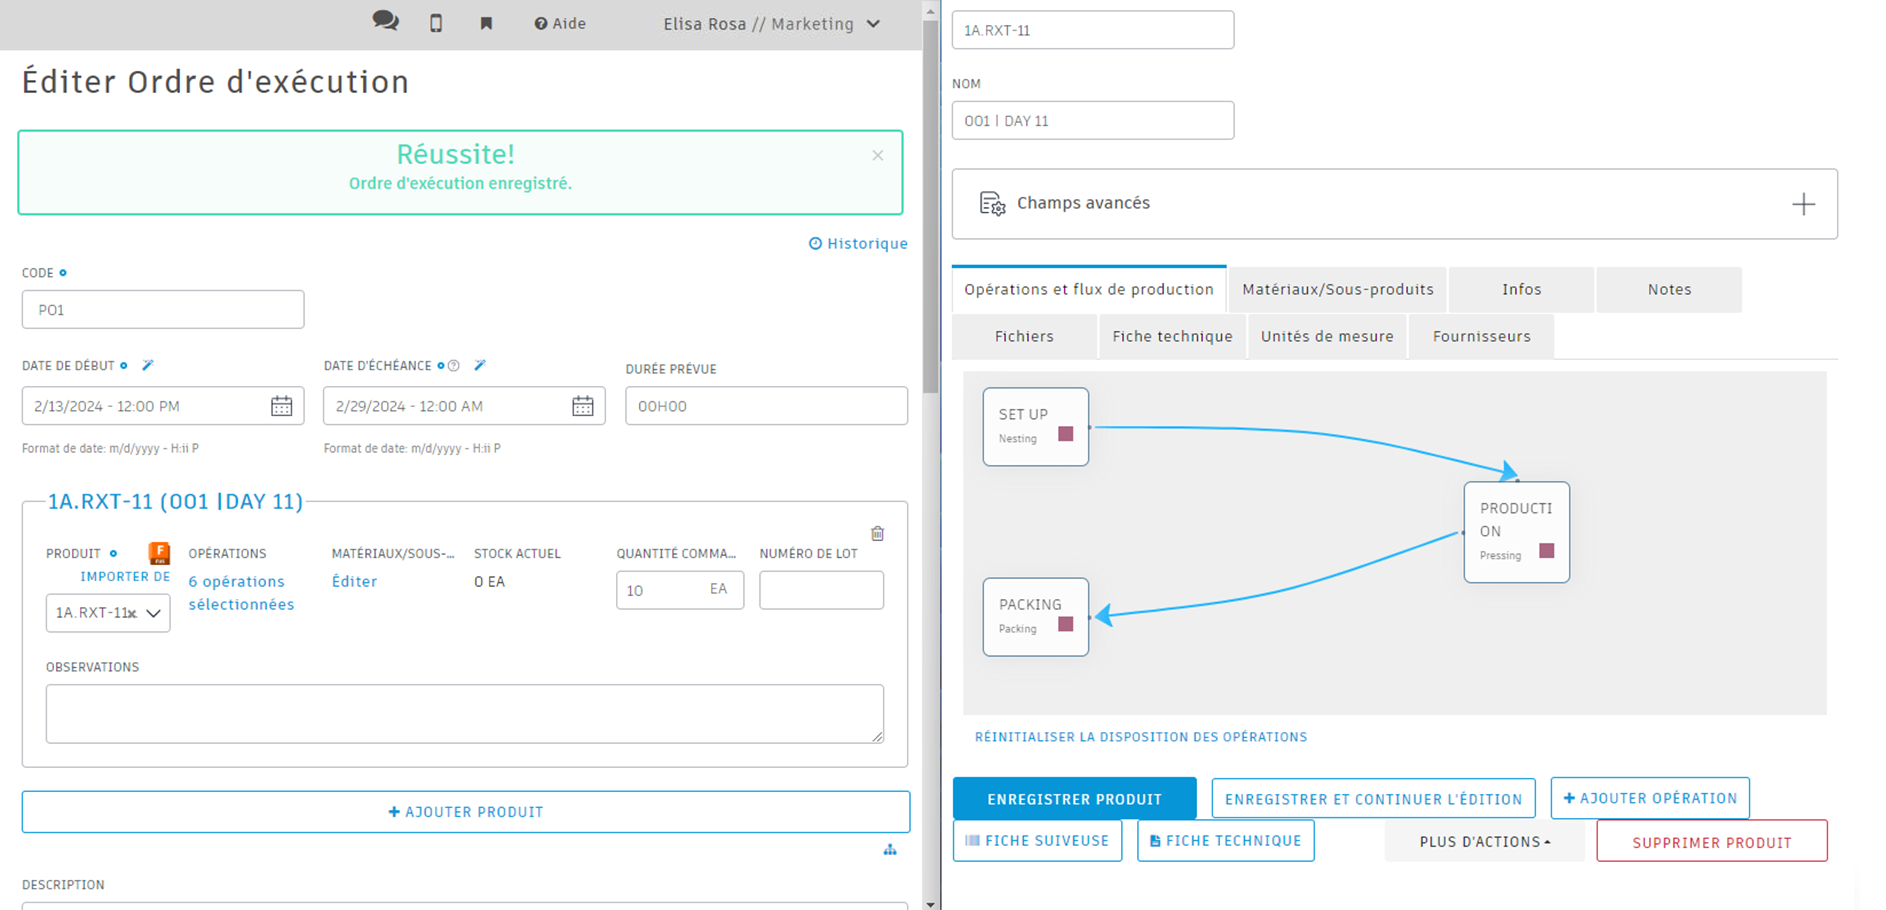 Aide
Elisa Rosa // Marketing
Éditer Ordre d'exécution
Réussite!
×
Ordre d'exécution enregistré.
Historique
CODE
PO1
DATE DE DÉBUT
DATE D'ÉCHÉANCE
DURÉE PRÉVUE
2/13/2024 - 12:00 PM
2/29/2024 - 12:00 AM
00H00
Format de date: m/d/yyyy - H:ii P
Format de date: m/d/yyyy - H:ii P
1A.RXT-11 (001 |DAY 11)
PRODUIT
IMPORTER DE
1A.RXT-11x
OPÉRATIONS
6 opérations
sélectionnées
MATÉRIAUX/SOUS-...
Éditer
STOCK ACTUEL
0 EA
QUANTITÉ COMMA...
10 EA
NUMÉRO DE LOT
OBSERVATIONS
+ AJOUTER PRODUIT
DESCRIPTION
1A.RXT-11
NOM
001 | DAY 11
Champs avancés
Opérations et flux de production
Matériaux/Sous-produits
Infos
Notes
Fichiers
Fiche technique
Unités de mesure
Fournisseurs
SET UP
Nesting
PRODUCTI
ON
Pressing
PACKING
Packing
RÉINITIALISER LA DISPOSITION DES OPÉRATIONS
ENREGISTRER PRODUIT
ENREGISTRER ET CONTINUER L'ÉDITION
+ AJOUTER OPÉRATION
FICHE SUIVEUSE
FICHE TECHNIQUE
PLUS D'ACTIONS
SUPPRIMER PRODUIT